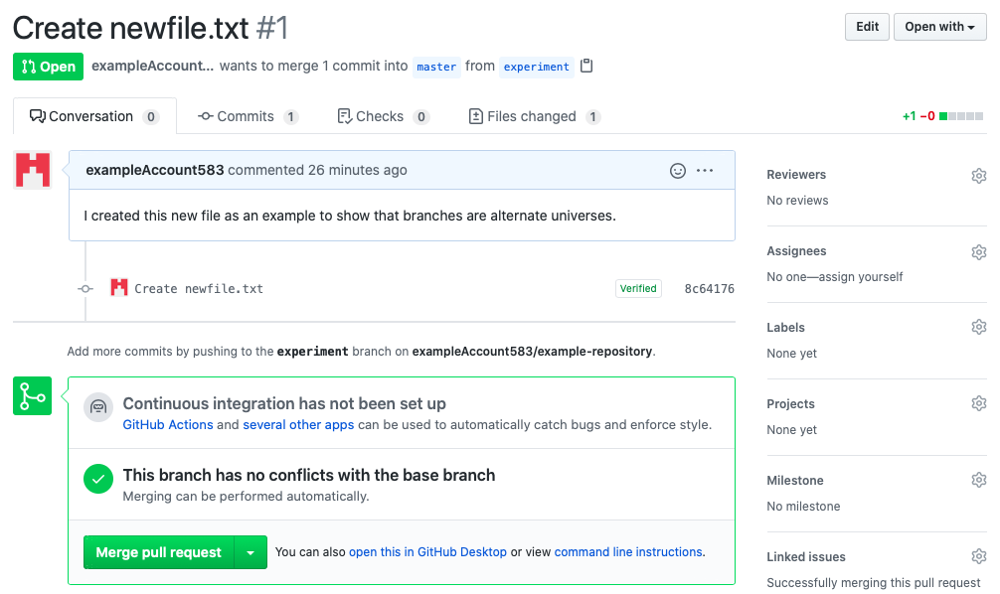 Create newfile.txt #1
Edit
Open with
Open
exampleAccount... wants to merge 1 commit into master from experiment
Conversation 0
Commits 1
Checks 0
Files changed 1
+1 −0
exampleAccount583 commented 26 minutes ago
I created this new file as an example to show that branches are alternate universes.
Create newfile.txt
Verified
8c64176
Add more commits by pushing to the experiment branch on exampleAccount583/example-repository.
Continuous integration has not been set up
GitHub Actions and several other apps can be used to automatically catch bugs and enforce style.
This branch has no conflicts with the base branch
Merging can be performed automatically.
Merge pull request
You can also open this in GitHub Desktop or view command line instructions.
Reviewers
No reviews
Assignees
No one—assign yourself
Labels
None yet
Projects
None yet
Milestone
No milestone
Linked issues
Successfully merging this pull request